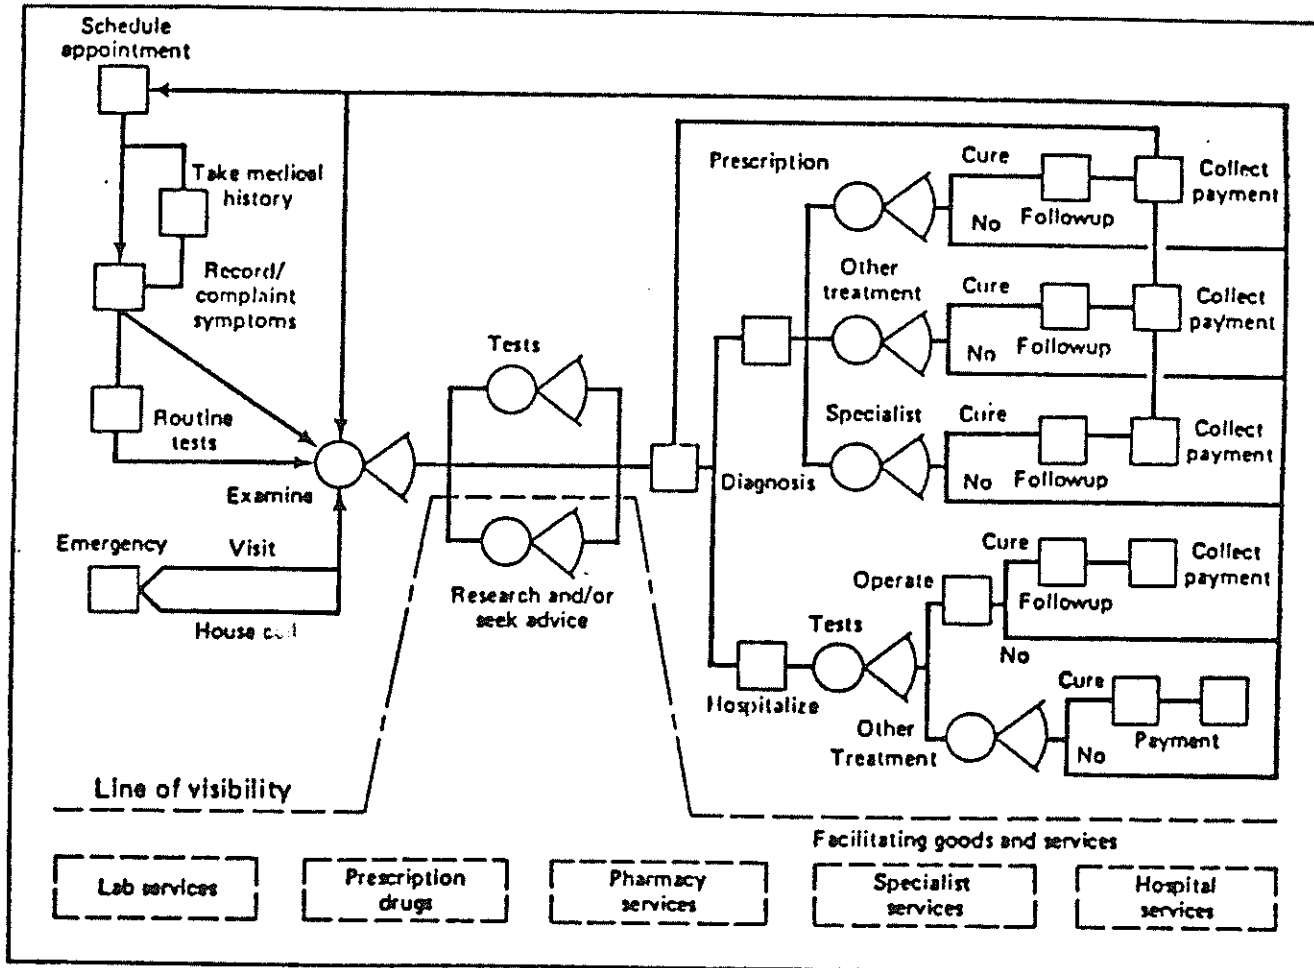 Schedule
appointment
Take medical
history
Record/
complaint
symptoms
Routine
tests
Examine
Emergency
Visit
House
Tests
Research and/or
seek advice
Diagnosis
Prescription
Cure
No
Followup
Collect
payment
Other
treatment
Cure
No
Followup
Collect
payment
Specialist
Cure
No
Followup
Collect
payment
Hospitalize
Tests
Operate
Cure
No
Followup
Collect
payment
Other
Treatment
Cure
No
Payment
Line of visibility
Facilitating goods and services
Lab services
Prescription
drugs
Pharmacy
services
Specialist
services
Hospital
services